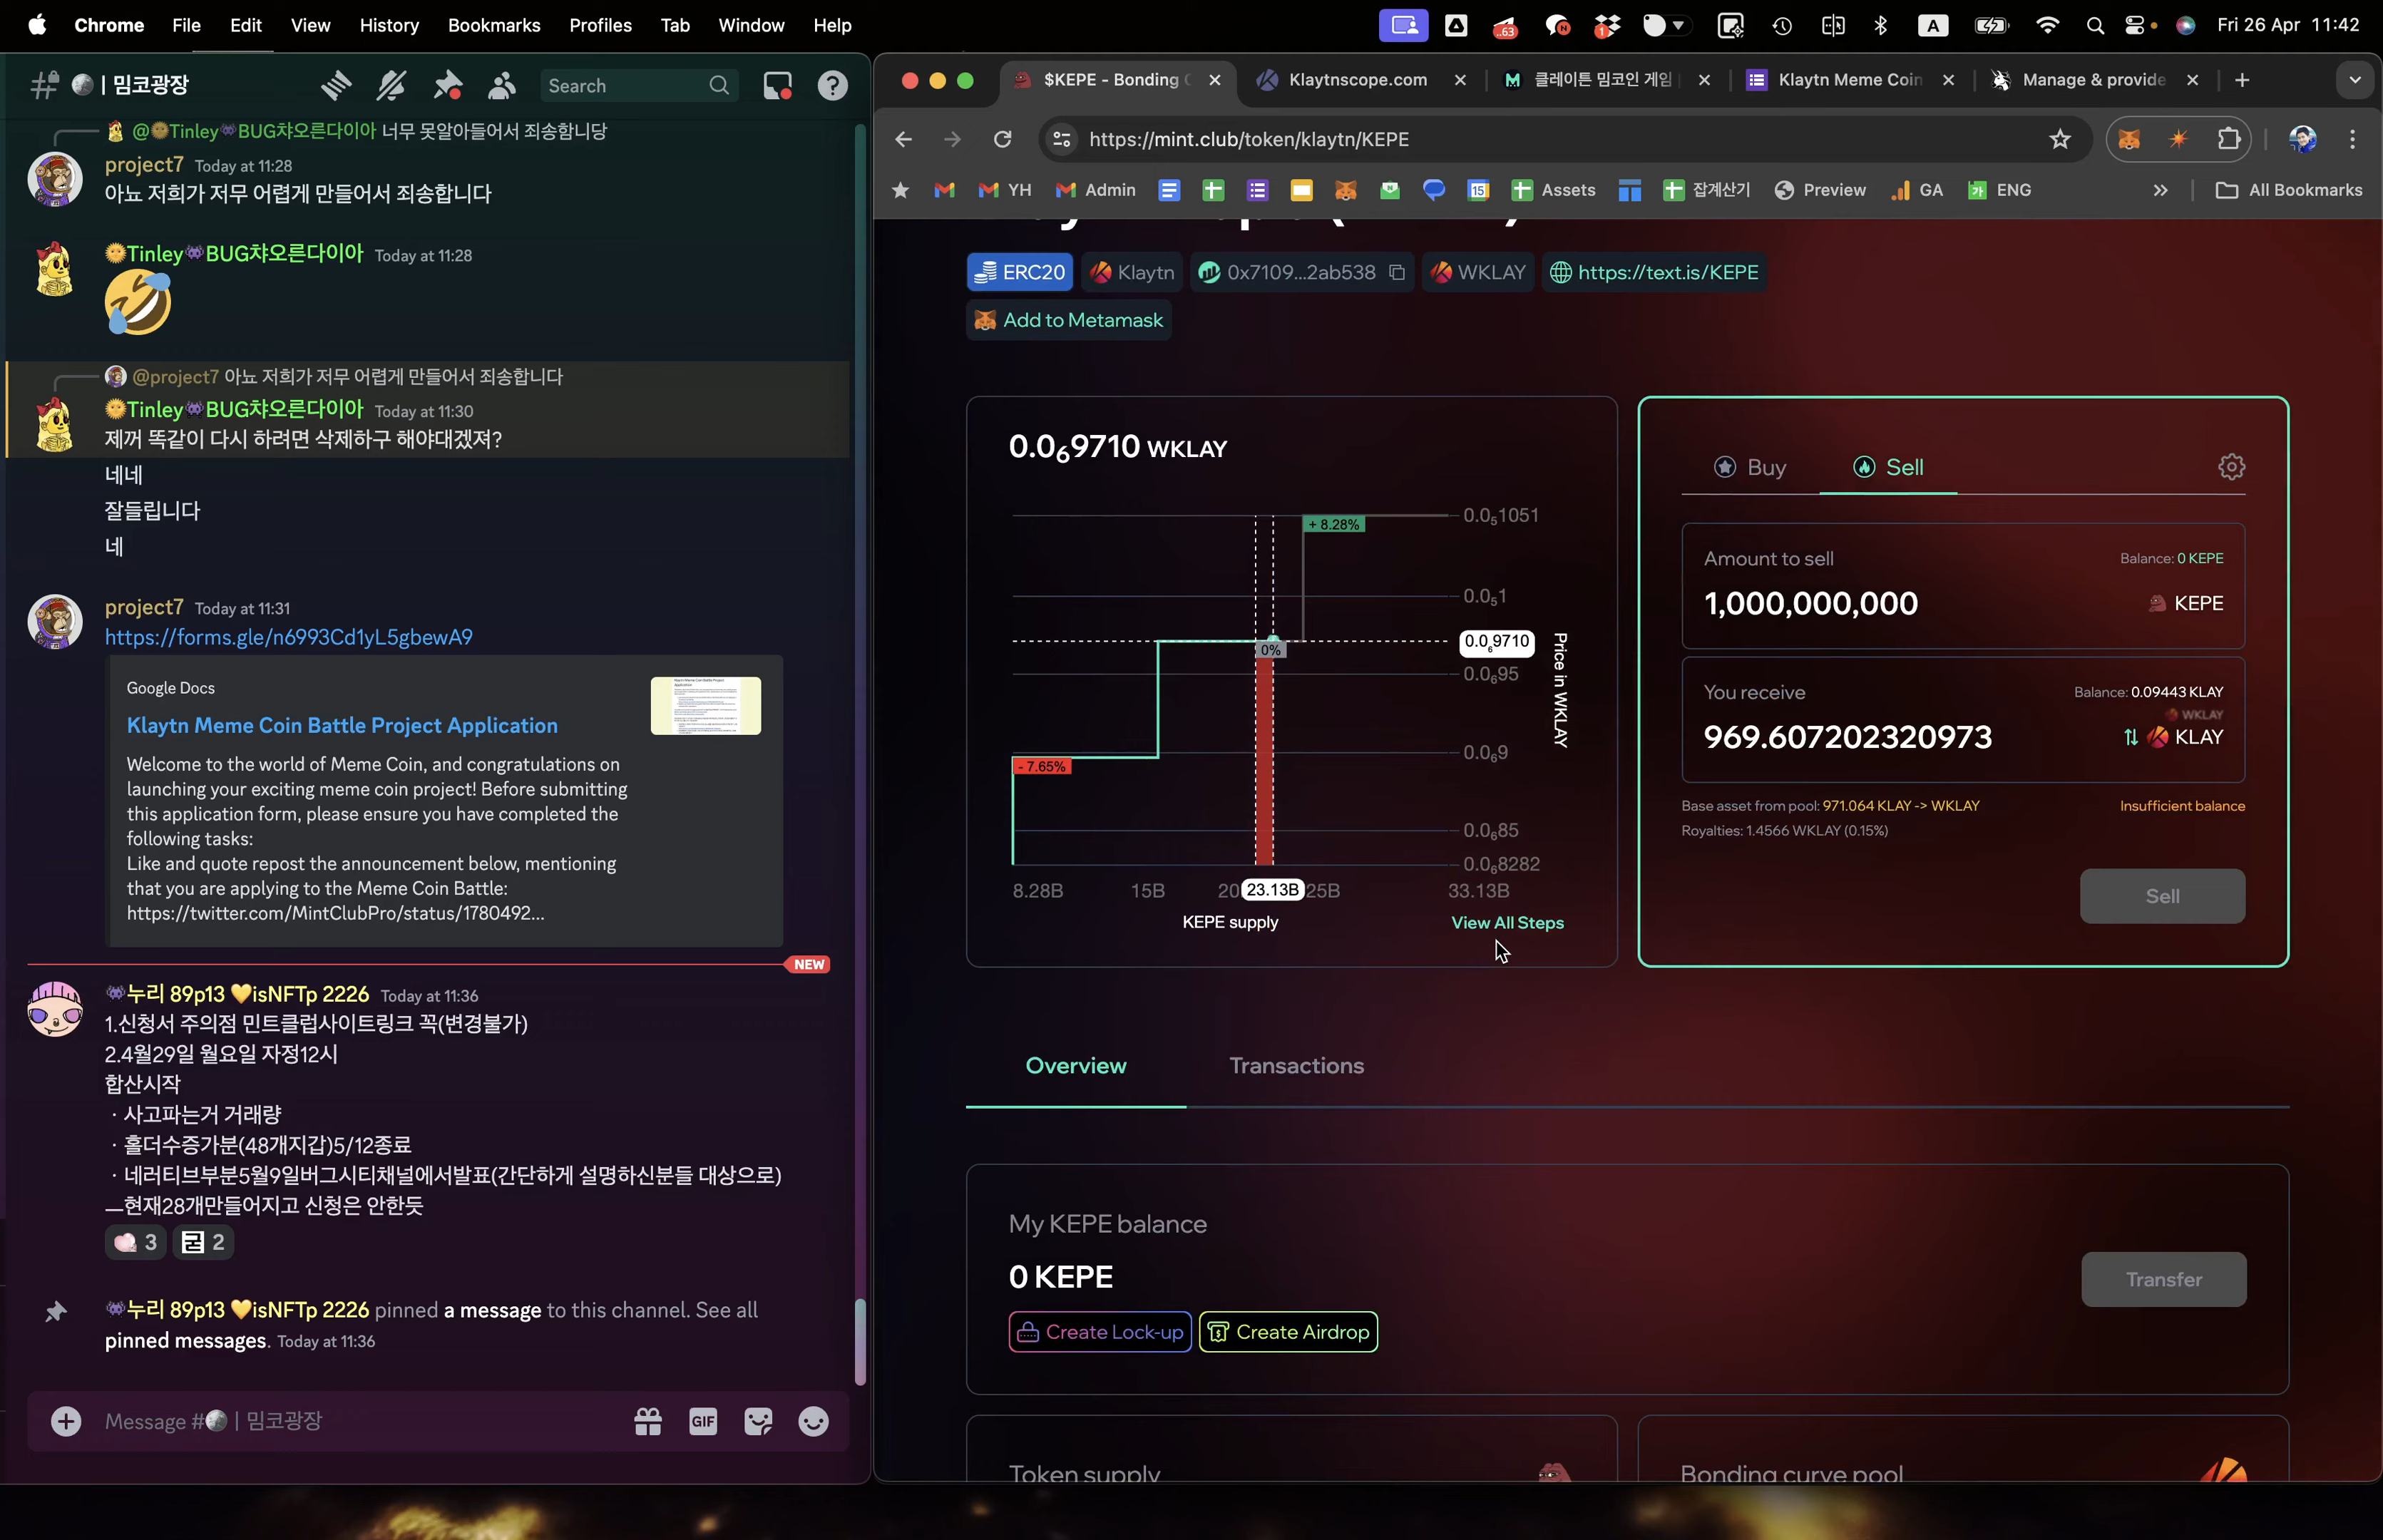 Chrome File Edit View History Bookmarks Profiles Tab Window Help
..63
N
1
A
Fri 26 Apr 11:42
| 밈코광장
Search
@🌞Tinley👾BUG챠오른다이아 너무 못알아들어서 죄송함니당
project7 Today at 11:28
아뇨 저희가 저무 어렵게 만들어서 죄송합니다
🌞Tinley👾BUG챠오른다이아 Today at 11:28
🤣
@project7 아뇨 저희가 저무 어렵게 만들어서 죄송합니다
🌞Tinley👾BUG챠오른다이아 Today at 11:30
제꺼 똑같이 다시 하려면 삭제하구 해야대겠져?
네네
잘들립니다
네
project7 Today at 11:31
https://forms.gle/n6993Cd1yL5gbewA9
Google Docs
Klaytn Meme Coin Battle Project Application
Welcome to the world of Meme Coin, and congratulations on
launching your exciting meme coin project! Before submitting
this application form, please ensure you have completed the
following tasks:
Like and quote repost the announcement below, mentioning
that you are applying to the Meme Coin Battle:
https://twitter.com/MintClubPro/status/1780492...
NEW
👾누리 89p13 💛isNFTp 2226 Today at 11:36
1.신청서 주의점 민트클럽사이트링크 꼭(변경불가)
2.4월29일 월요일 자정12시
합산시작
· 사고파는거 거래량
· 홀더수증가분(48개지갑)5/12종료
· 네러티브부분5월9일버그시티채널에서발표(간단하게 설명하신분들 대상으로)
—현재28개만들어지고 신청은 안한듯
3 굳 2
👾누리 89p13 💛isNFTp 2226 pinned a message to this channel. See all
pinned messages. Today at 11:36
Message # | 밈코광장
GIF
$KEPE - Bonding C
Klaytnscope.com
클레이튼 밈코인 게임
Klaytn Meme Coin
Manage & provide
https://mint.club/token/klaytn/KEPE
YH Admin 15 Assets 잡계산기 Preview GA 가 ENG All Bookmarks
ERC20 Klaytn 0x7109...2ab538 WKLAY https://text.is/KEPE
Add to Metamask
0.0₆9710 WKLAY
+ 8.28%
0.0₅1051
0.0₅1
0.0₆9710
0%
0.0₆95
- 7.65%
0.0₆9
0.0₆85
0.0₆8282
Price in WKLAY
8.28B 15B 20 23.13B 25B 33.13B
KEPE supply
View All Steps
Buy Sell
Amount to sell
Balance: 0 KEPE
1,000,000,000
KEPE
You receive
Balance: 0.09443 KLAY
WKLAY
969.607202320973
KLAY
Base asset from pool: 971.064 KLAY -> WKLAY
Insufficient balance
Royalties: 1.4566 WKLAY (0.15%)
Sell
Overview Transactions
My KEPE balance
0 KEPE
Transfer
Create Lock-up Create Airdrop
Token supply
Bonding curve pool